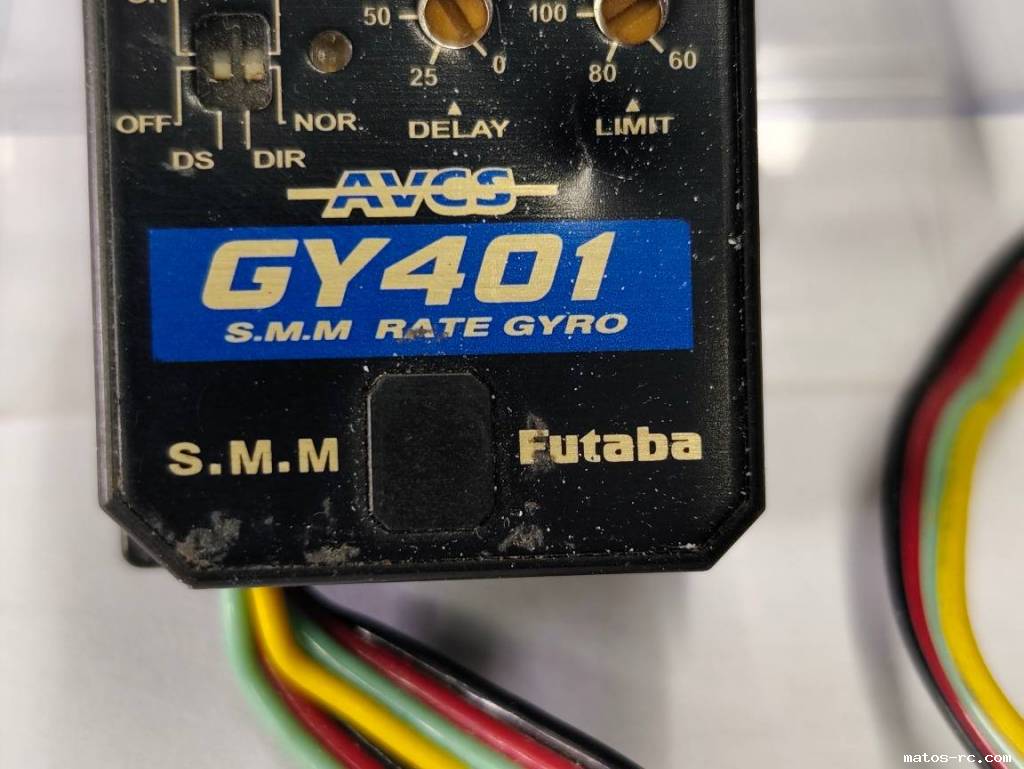 ON
50
25
0
100
80
60
OFF
NOR.
DELAY
LIMIT
DS
DIR
AVCS
GY401
S.M.M RATE GYRO
S.M.M
Futaba
matos-rc.com